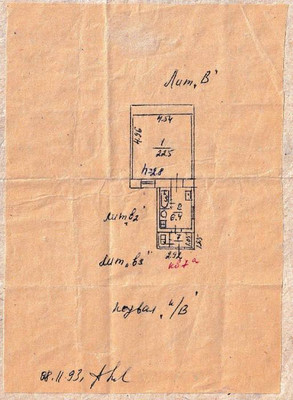 Лит. „В"
4.54
4.96
1
22.5
h=2.8
2
6.4
лит „в2"
лит „в3"
2.92
кв 2а
подвал „п/В"
08.11.93г.